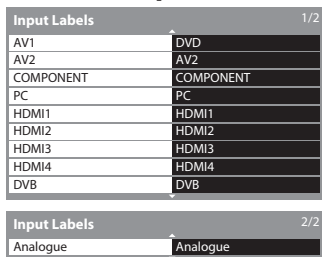 Input Labels 1/2
AV1 DVD
AV2 AV2
COMPONENT COMPONENT
PC PC
HDMI1 HDMI1
HDMI2 HDMI2
HDMI3 HDMI3
HDMI4 HDMI4
DVB DVB
Input Labels 2/2
Analogue Analogue